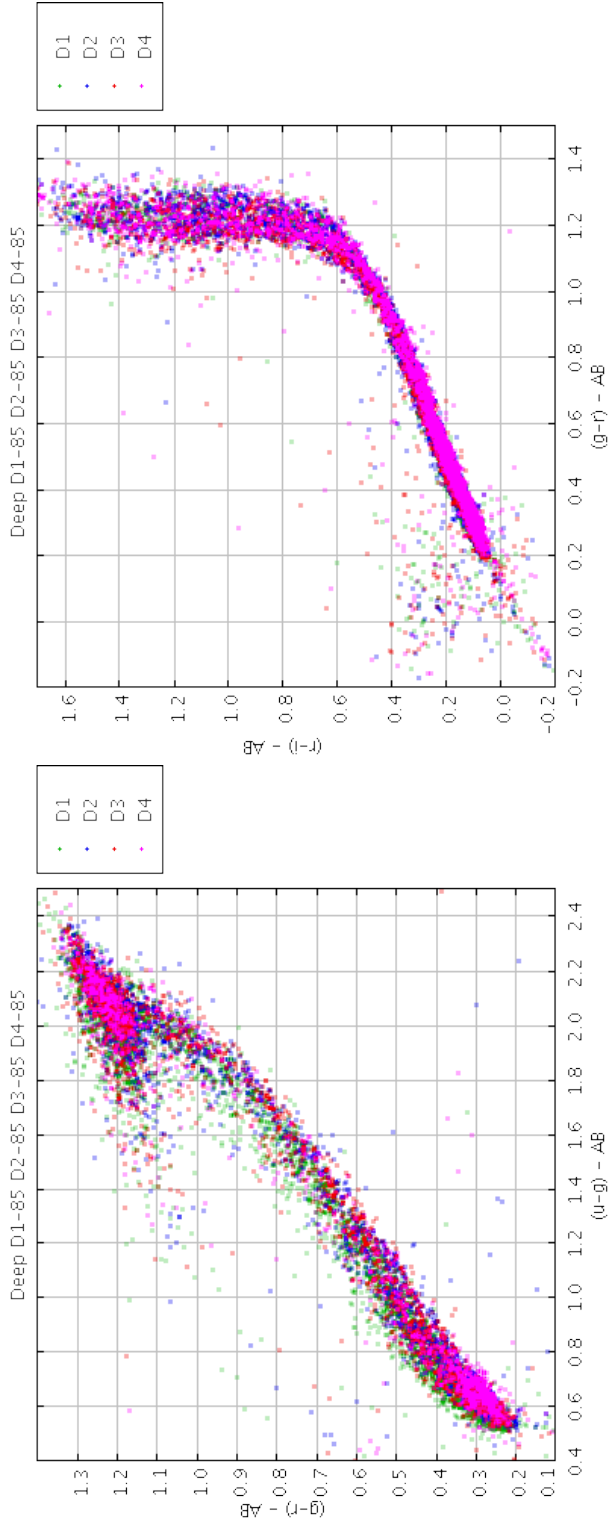 Deep D1-85 D2-85 D3-85 D4-85
D1
D2
D3
D4
(g-r) - AB
1.3
1.2
1.1
1.0
0.9
0.8
0.7
0.6
0.5
0.4
0.3
0.2
0.1
0.4 0.6 0.8 1.0 1.2 1.4 1.6 1.8 2.0 2.2 2.4
(u-g) - AB
Deep D1-85 D2-85 D3-85 D4-85
D1
D2
D3
D4
(r-i) - AB
1.6
1.4
1.2
1.0
0.8
0.6
0.4
0.2
0.0
-0.2
-0.2 0.0 0.2 0.4 0.6 0.8 1.0 1.2 1.4
(g-r) - AB